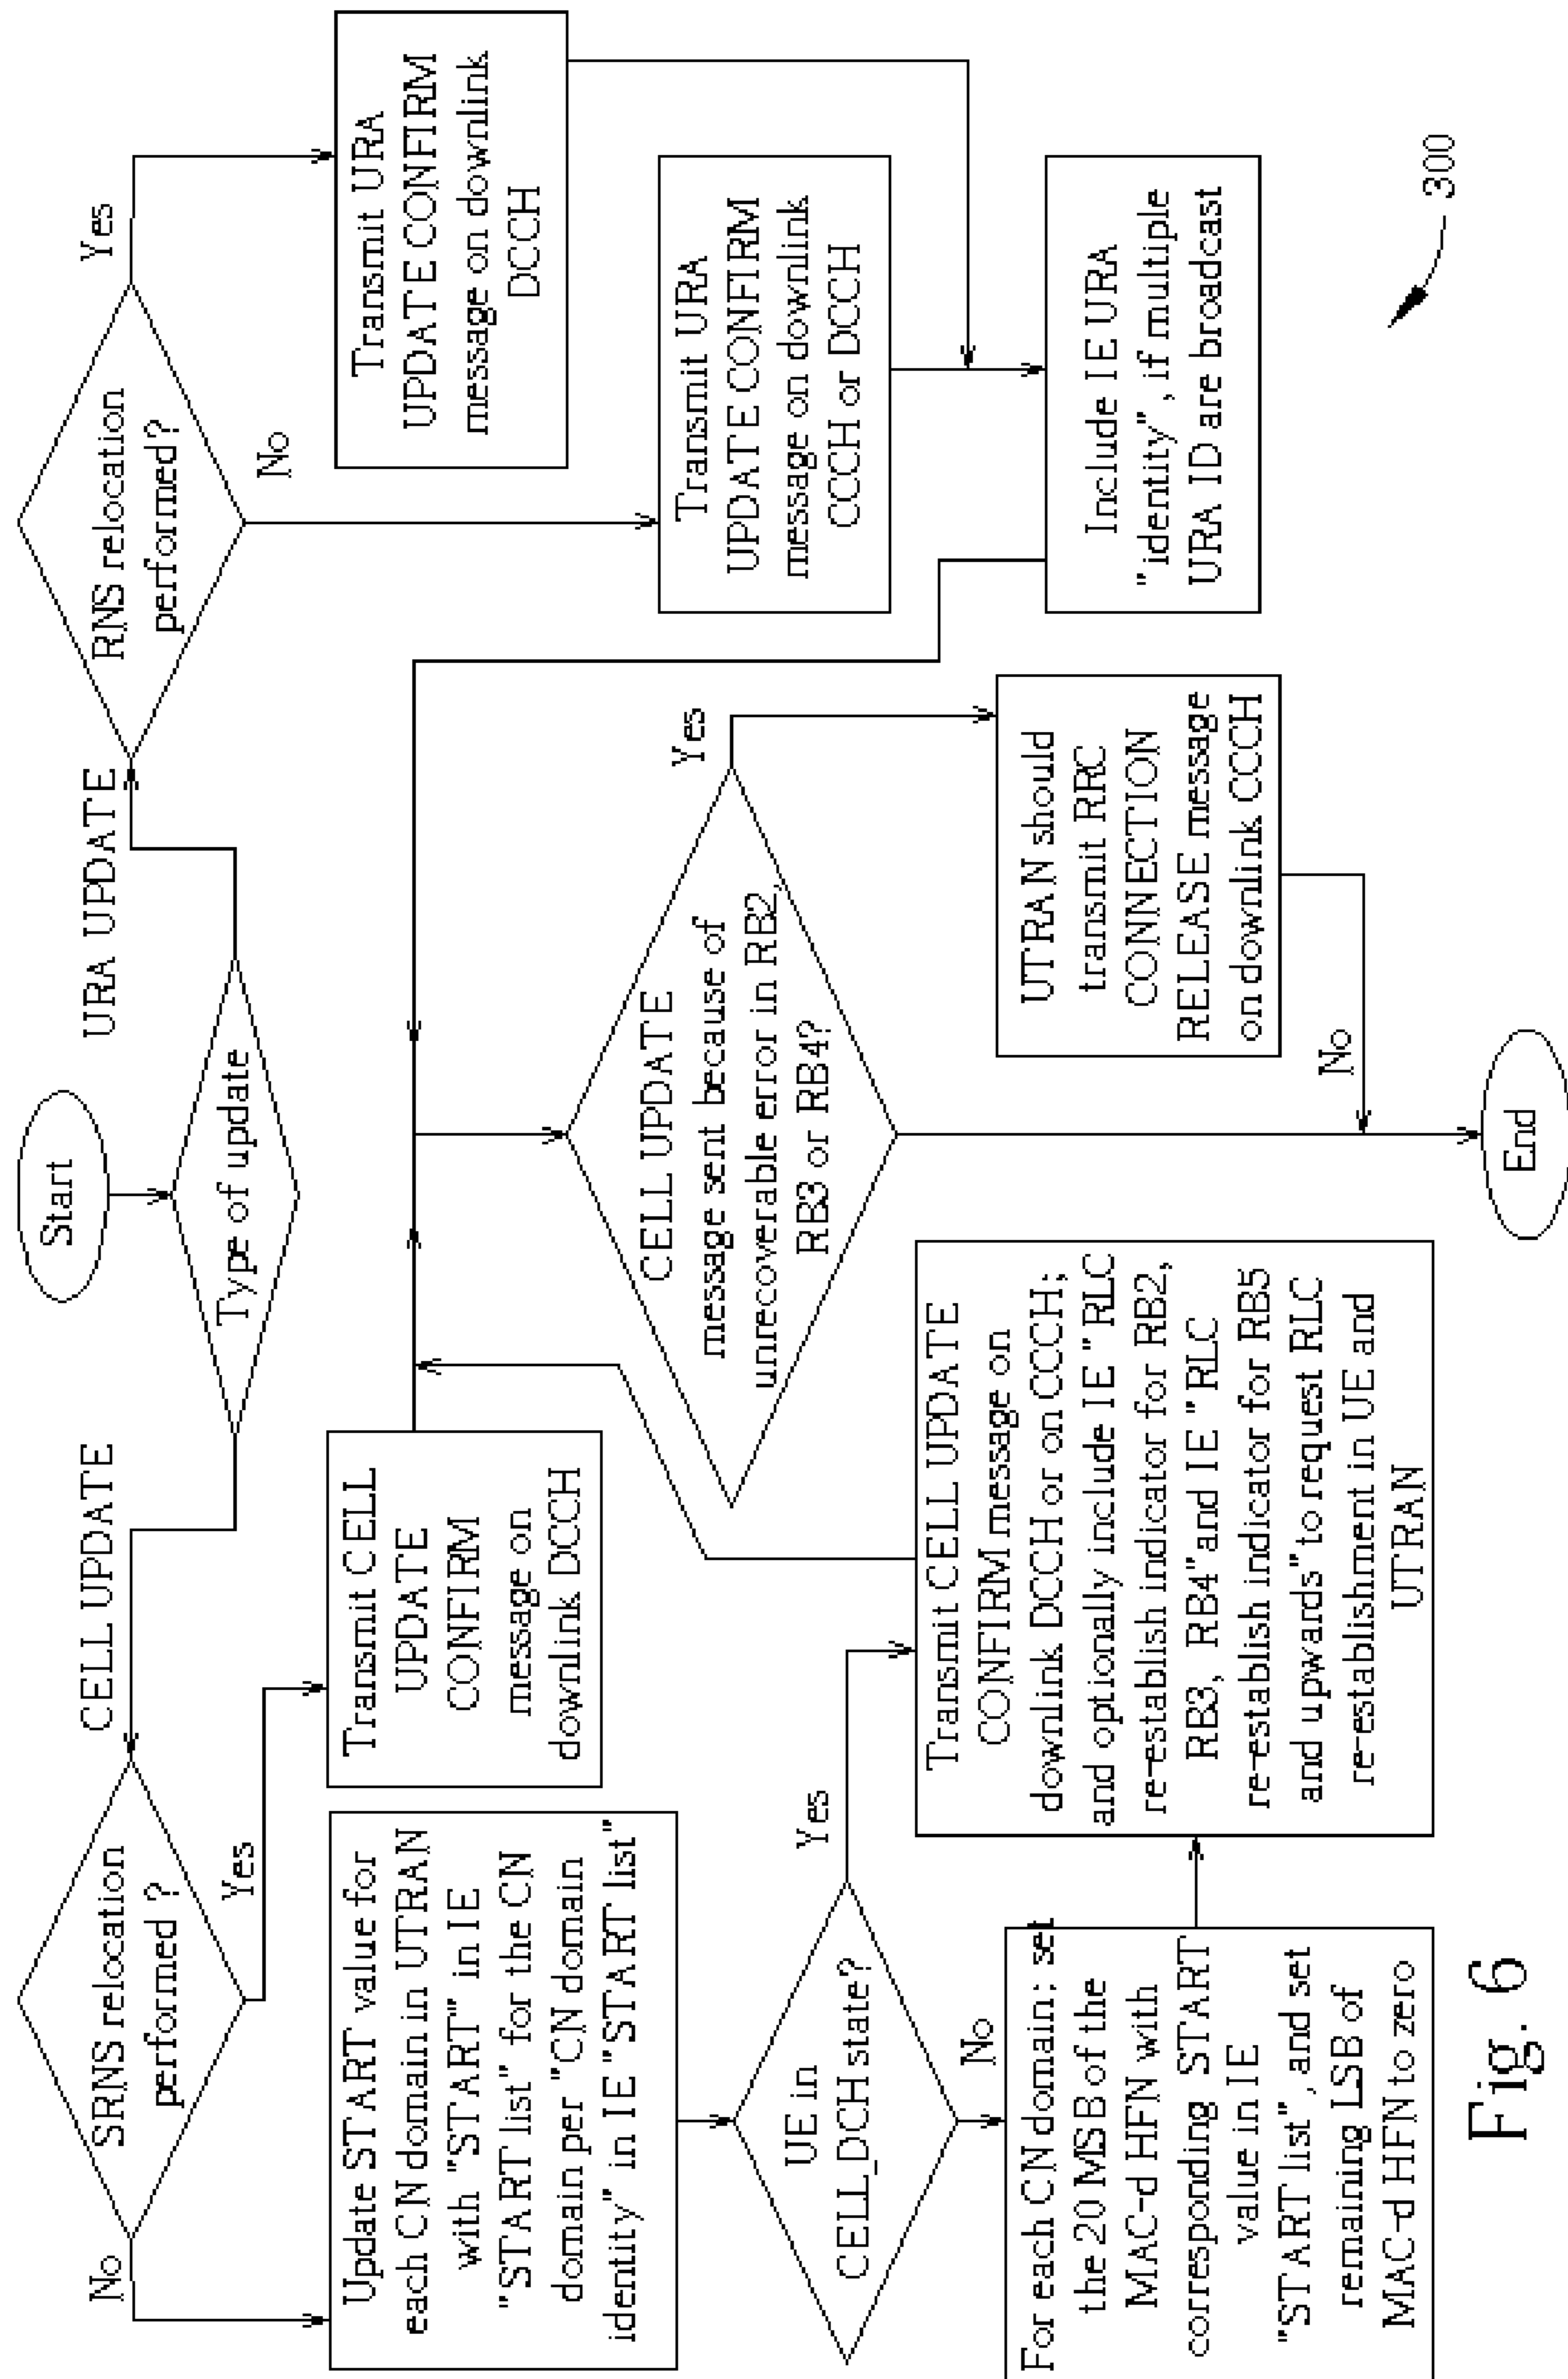 Start
Type of update
CELL UPDATE
URA UPDATE
SRNS relocation
performed ?
No
Yes
Update START value for
each CN domain in UTRAN
with "START" in IE
"START list" for the CN
domain per "CN domain
identity" in IE "START list"
Transmit CELL
UPDATE
CONFIRM
message on
downlink DCCH
UE in
CELL_DCH state?
Yes
No
For each CN domain: set
the 20 MSB of the
MAC-d HFN with
corresponding START
value in IE
"START list", and set
remaining LSB of
MAC-d HFN to zero
Transmit CELL UPDATE
CONFIRM message on
downlink DCCH or on CCCH;
and optionally include IE "RLC
re-establish indicator for RB2,
RB3, RB4" and IE "RLC
re-establish indicator for RB5
and upwards" to request RLC
re-establishment in UE and
UTRAN
RNS relocation
performed?
Yes
No
Transmit URA
UPDATE CONFIRM
message on downlink
DCCH
Transmit URA
UPDATE CONFIRM
message on downlink
CCCH or DCCH
Include IE URA
"identity", if multiple
URA ID are broadcast
CELL UPDATE
message sent because of
unrecoverable error in RB2,
RB3 or RB4?
Yes
UTRAN should
transmit RRC
CONNECTION
RELEASE message
on downlink CCCH
No
End
300
Fig. 6